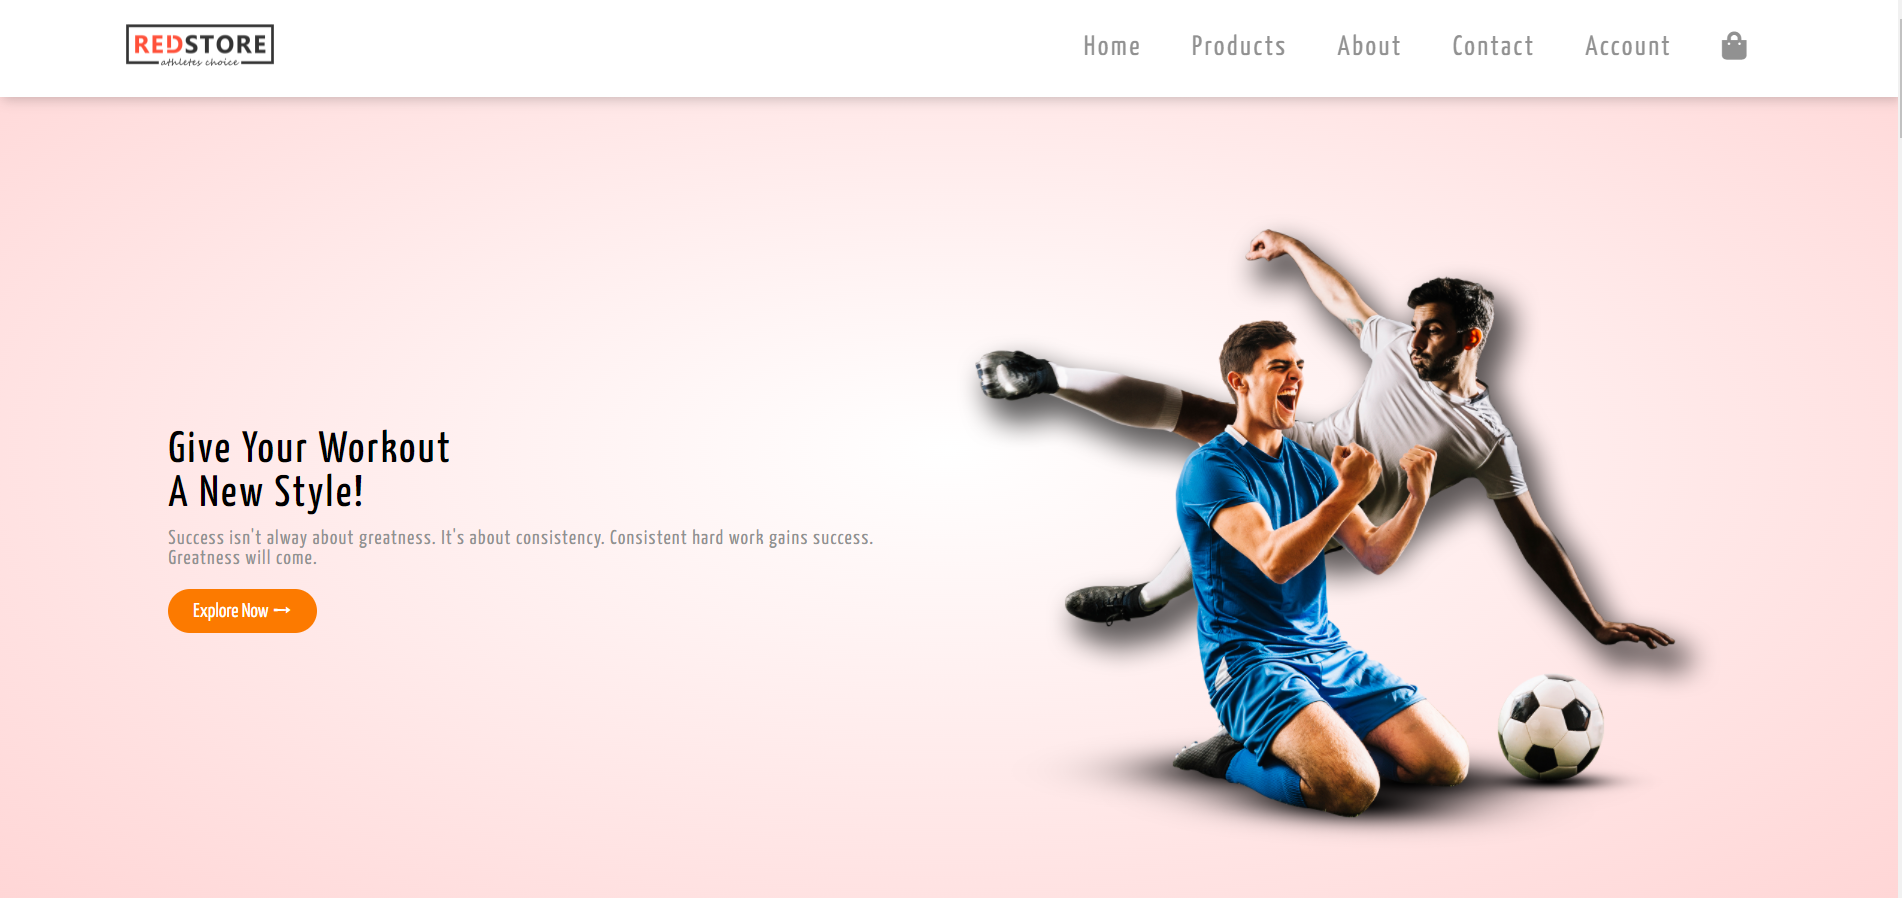 REDSTORE
athletes choice
Home Products About Contact Account
Give Your Workout
A New Style!
Success isn't alway about greatness. It's about consistency. Consistent hard work gains success.
Greatness will come.
Explore Now →